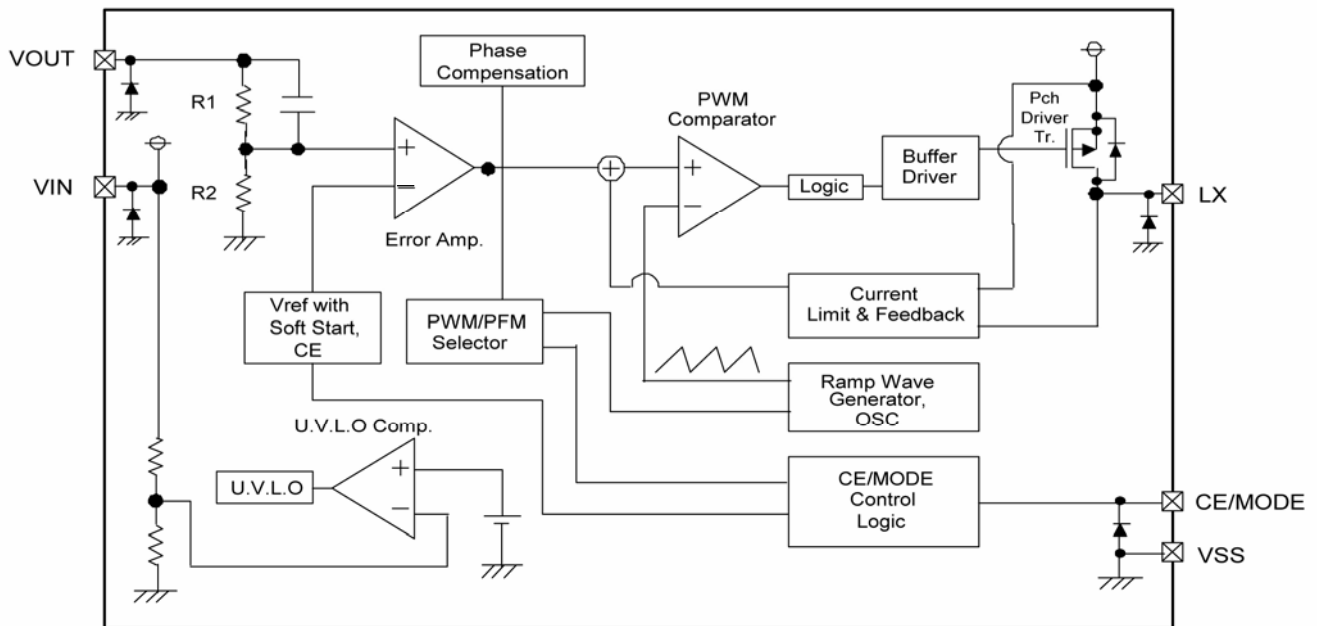 VOUT
R1
Phase
Compensation
PWM
Comparator
Pch
Driver
Tr.
+
+
+
VIN
R2
=
−
Logic
Buffer
Driver
LX
Error Amp.
Vref with
Soft Start,
CE
PWM/PFM
Selector
Current
Limit & Feedback
Ramp Wave
Generator,
OSC
U.V.L.O Comp.
U.V.L.O
+
−
CE/MODE
Control
Logic
CE/MODE
VSS